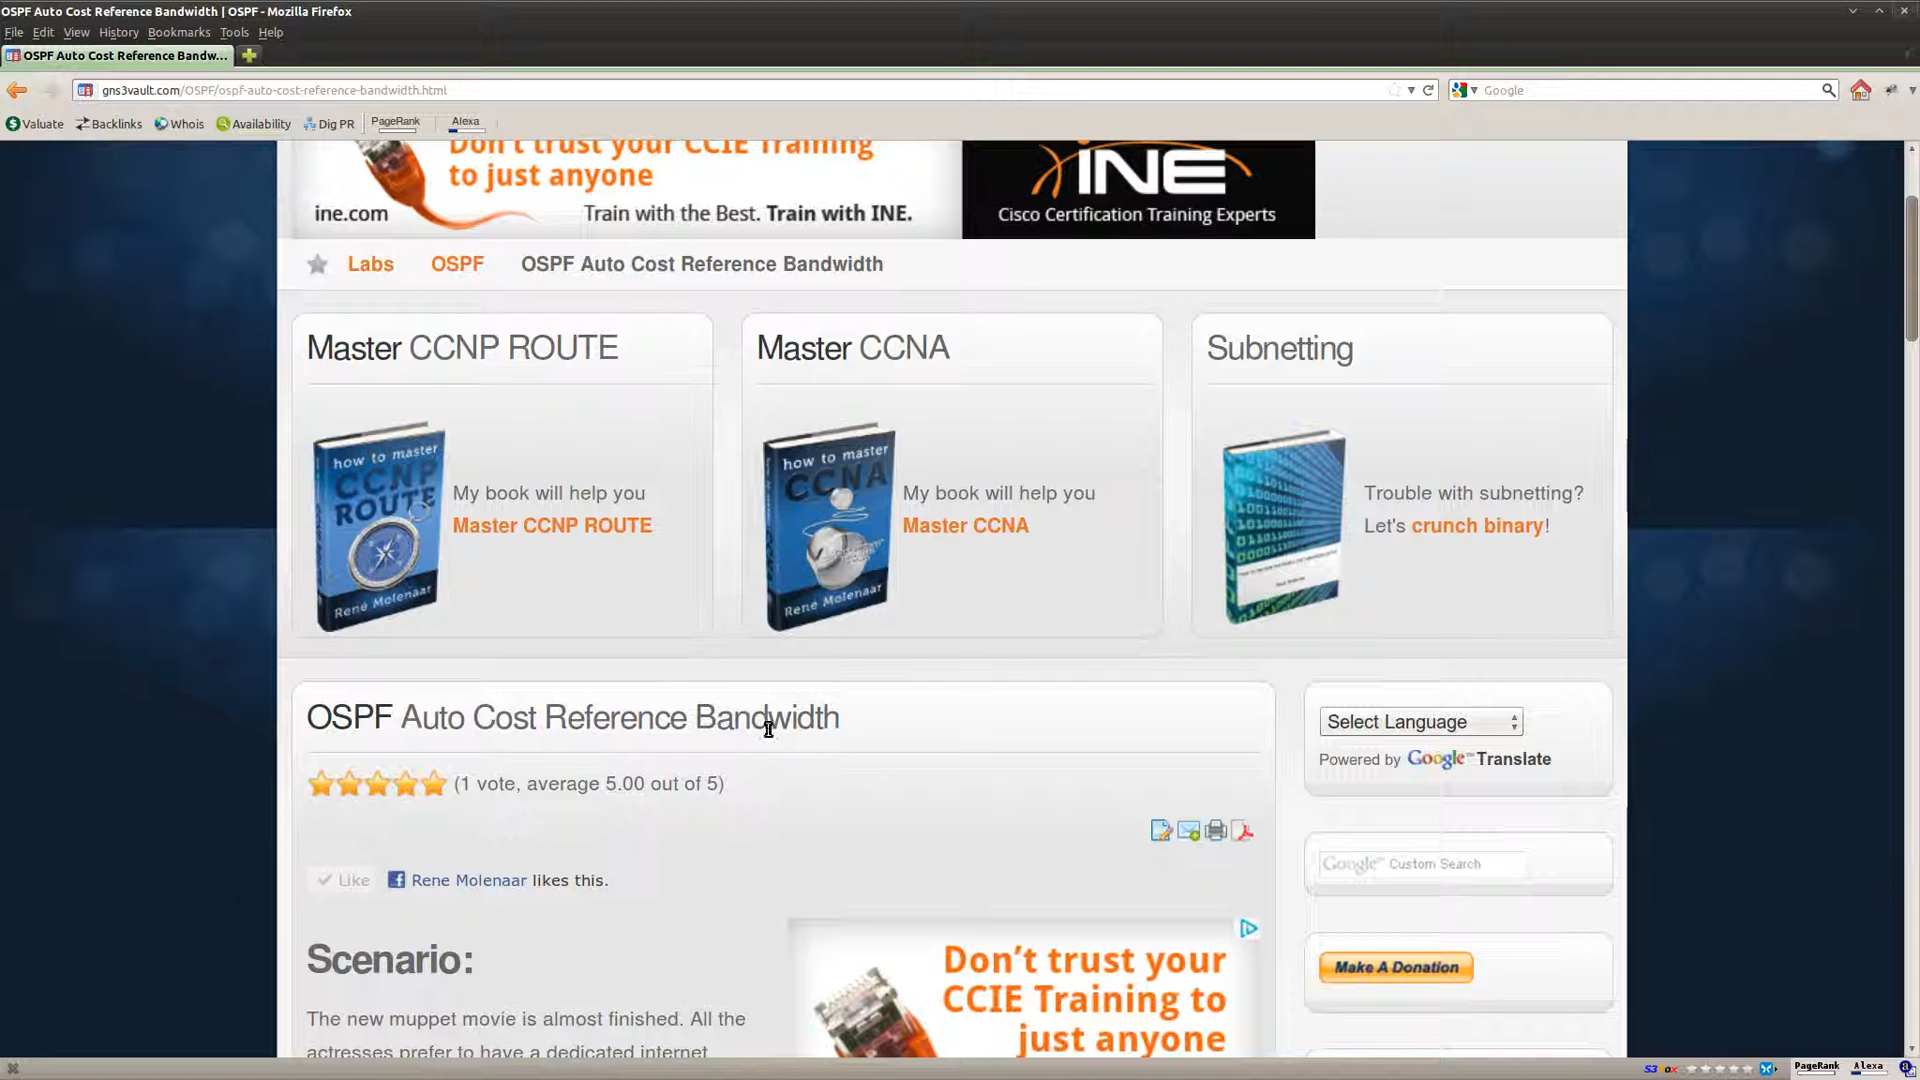 OSPF Auto Cost Reference Bandwidth | OSPF - Mozilla Firefox
File Edit View History Bookmarks Tools Help
OSPF Auto Cost Reference Bandw...
gns3vault.com/OSPF/ospf-auto-cost-reference-bandwidth.html
Google
Valuate Backlinks Whois Availability Dig PR PageRank Alexa
Don't trust your CCIE Training
to just anyone
ine.com
Train with the Best. Train with INE.
INE
Cisco Certification Training Experts
Labs OSPF OSPF Auto Cost Reference Bandwidth
Master CCNP ROUTE
how to master
CCNP
ROUTE
René Molenaar
My book will help you
Master CCNP ROUTE
Master CCNA
how to master
CCNA
René Molenaar
My book will help you
Master CCNA
Subnetting
Trouble with subnetting?
Let's crunch binary!
OSPF Auto Cost Reference Bandwidth
(1 vote, average 5.00 out of 5)
Like Rene Molenaar likes this.
Scenario:
The new muppet movie is almost finished. All the
actresses prefer to have a dedicated internet
Don't trust your
CCIE Training to
just anyone
Select Language
Powered by Google™ Translate
Google™ Custom Search
Make A Donation
PageRank Alexa